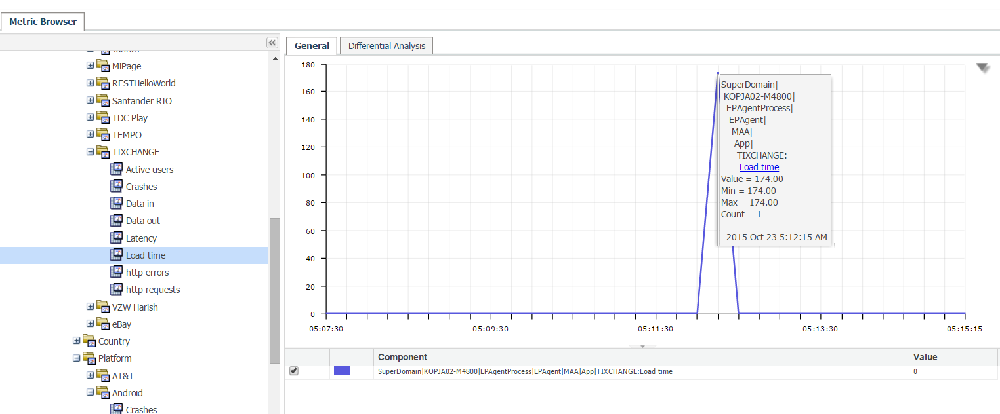 Metric Browser
MiPage
RESTHelloWorld
Santander RIO
TDC Play
TEMPO
TIXCHANGE
Active users
Crashes
Data in
Data out
Latency
Load time
http errors
http requests
VZW Harish
eBay
Country
Platform
AT&T
Android
Crashes
General
Differential Analysis
180
160
140
120
100
80
60
40
20
0
05:07:30
05:09:30
05:11:30
05:13:30
05:15:15
SuperDomain|
KOPJA02-M4800|
EPAgentProcess|
EPAgent|
MAA|
App|
TIXCHANGE:
Load time
Value = 174.00
Min = 174.00
Max = 174.00
Count = 1
2015 Oct 23 5:12:15 AM
Component Value
SuperDomain|KOPJA02-M4800|EPAgentProcess|EPAgent|MAA|App|TIXCHANGE:Load time 0